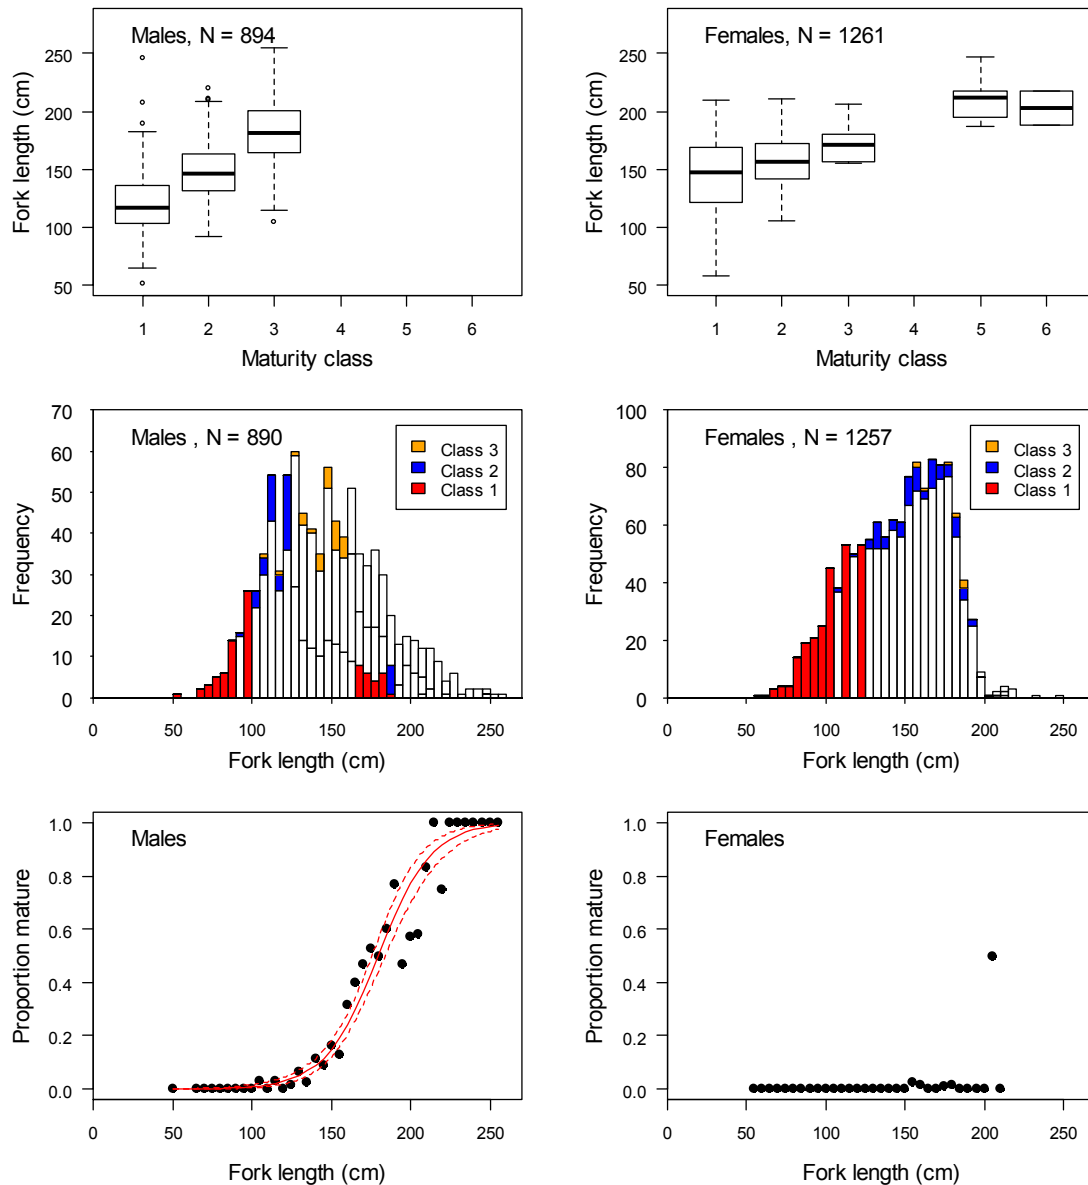 Males, N = 894
Fork length (cm)
250
200
150
100
50
1 2 3 4 5 6
Maturity class
Females, N = 1261
Fork length (cm)
250
200
150
100
50
1 2 3 4 5 6
Maturity class
Males , N = 890
Class 3
Class 2
Class 1
Frequency
70
60
50
40
30
20
10
0
0 50 100 150 200 250
Fork length (cm)
Females , N = 1257
Class 3
Class 2
Class 1
Frequency
100
80
60
40
20
0
0 50 100 150 200 250
Fork length (cm)
Males
Proportion mature
1.0
0.8
0.6
0.4
0.2
0.0
0 50 100 150 200 250
Fork length (cm)
Females
Proportion mature
1.0
0.8
0.6
0.4
0.2
0.0
0 50 100 150 200 250
Fork length (cm)